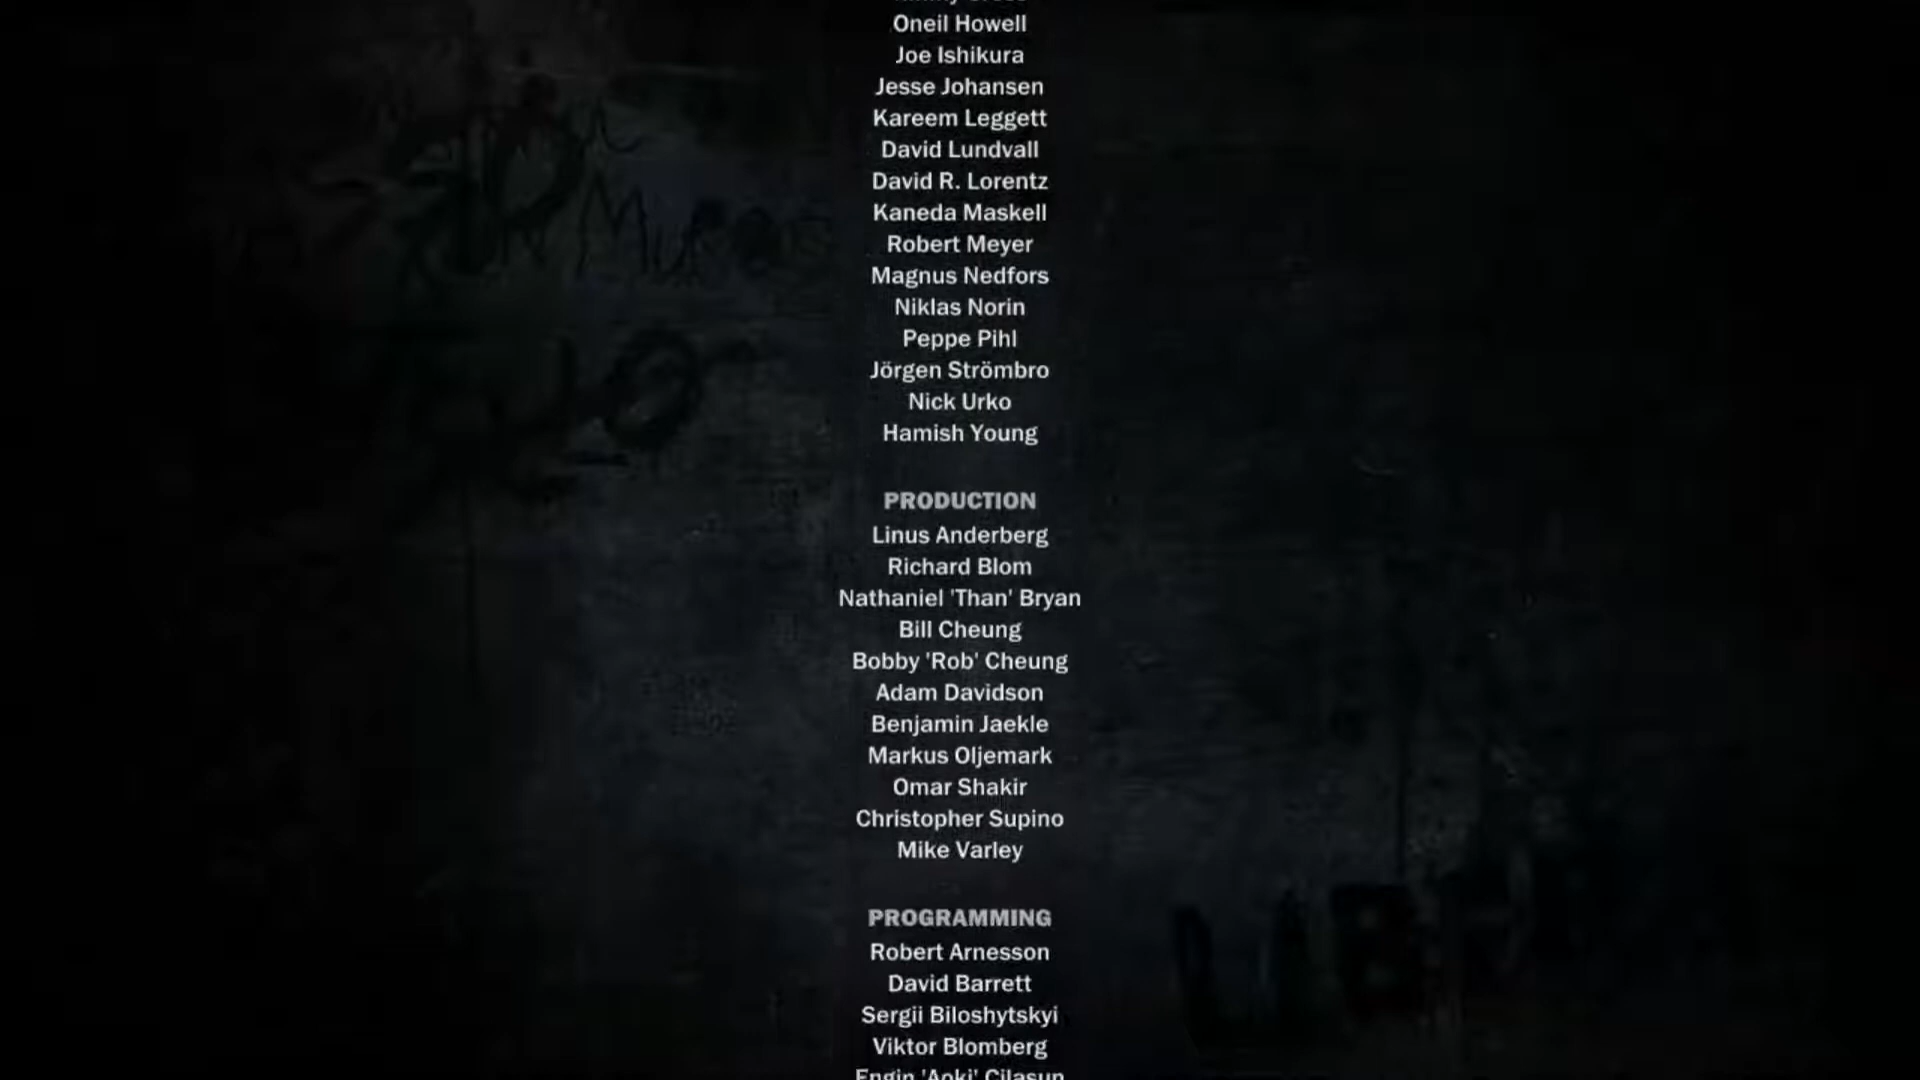 Oneil Howell
Joe Ishikura
Jesse Johansen
Kareem Leggett
David Lundvall
David R. Lorentz
Kaneda Maskell
Robert Meyer
Magnus Nedfors
Niklas Norin
Peppe Pihl
Jörgen Strömbro
Nick Urko
Hamish Young
PRODUCTION
Linus Anderberg
Richard Blom
Nathaniel 'Than' Bryan
Bill Cheung
Bobby 'Rob' Cheung
Adam Davidson
Benjamin Jaekle
Markus Oljemark
Omar Shakir
Christopher Supino
Mike Varley
PROGRAMMING
Robert Arnesson
David Barrett
Sergii Biloshytskyi
Viktor Blomberg
Engin 'Aoki' Cilasun